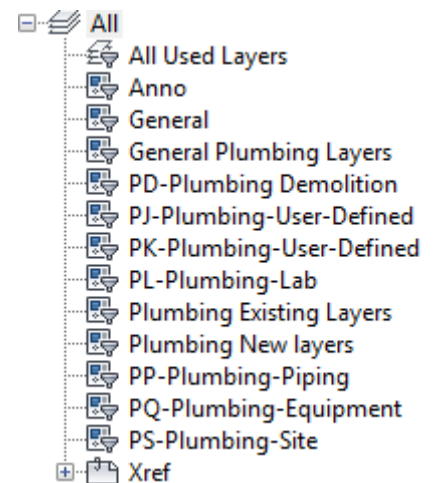 All
All Used Layers
Anno
General
General Plumbing Layers
PD-Plumbing Demolition
PJ-Plumbing-User-Defined
PK-Plumbing-User-Defined
PL-Plumbing-Lab
Plumbing Existing Layers
Plumbing New layers
PP-Plumbing-Piping
PQ-Plumbing-Equipment
PS-Plumbing-Site
Xref